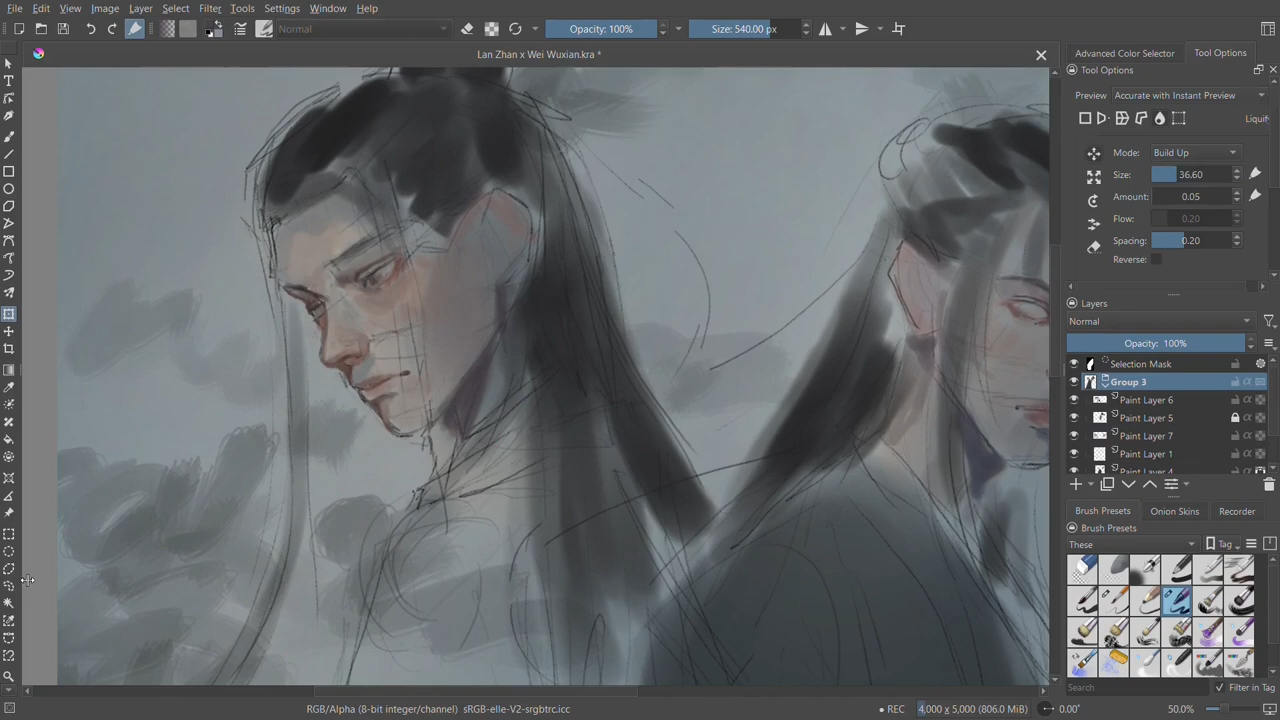 File Edit View Image Layer Select Filter Tools Settings Window Help
Normal
Opacity: 100%
Size: 540.00 px
Lan Zhan x Wei Wuxian.kra *
Advanced Color Selector
Tool Options
Tool Options
Preview Accurate with Instant Preview
Liquify
Mode: Build Up
Size: 36.60
Amount: 0.05
Flow: 0.20
Spacing: 0.20
Reverse:
Layers
Normal
Opacity: 100%
Selection Mask
Group 3
Paint Layer 6
Paint Layer 5
Paint Layer 7
Paint Layer 1
Paint Layer 4
Brush Presets
Onion Skins
Recorder
Brush Presets
These
Tag
Search
Filter in Tag
RGB/Alpha (8-bit integer/channel) sRGB-elle-V2-srgbtrc.icc
REC
4,000 x 5,000 (806.0 MiB)
0.00°
50.0%